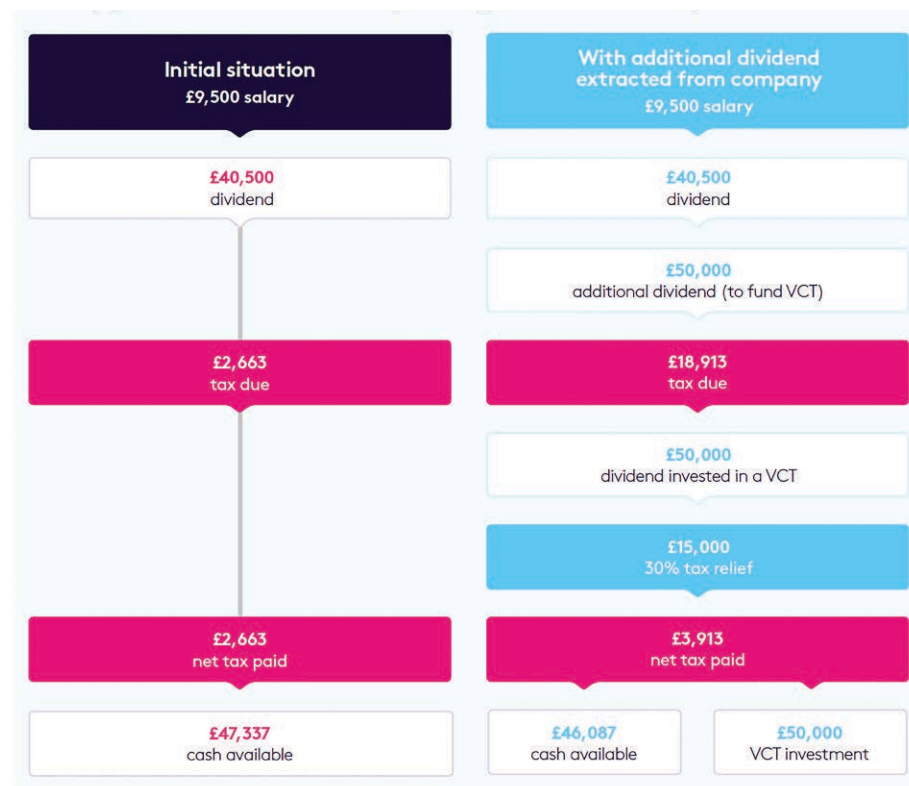 Initial situation
£9,500 salary
£40,500
dividend
£2,663
tax due
£2,663
net tax paid
£47,337
cash available
With additional dividend
extracted from company
£9,500 salary
£40,500
dividend
£50,000
additional dividend (to fund VCT)
£18,913
tax due
£50,000
dividend invested in a VCT
£15,000
30% tax relief
£3,913
net tax paid
£46,087
cash available
£50,000
VCT investment